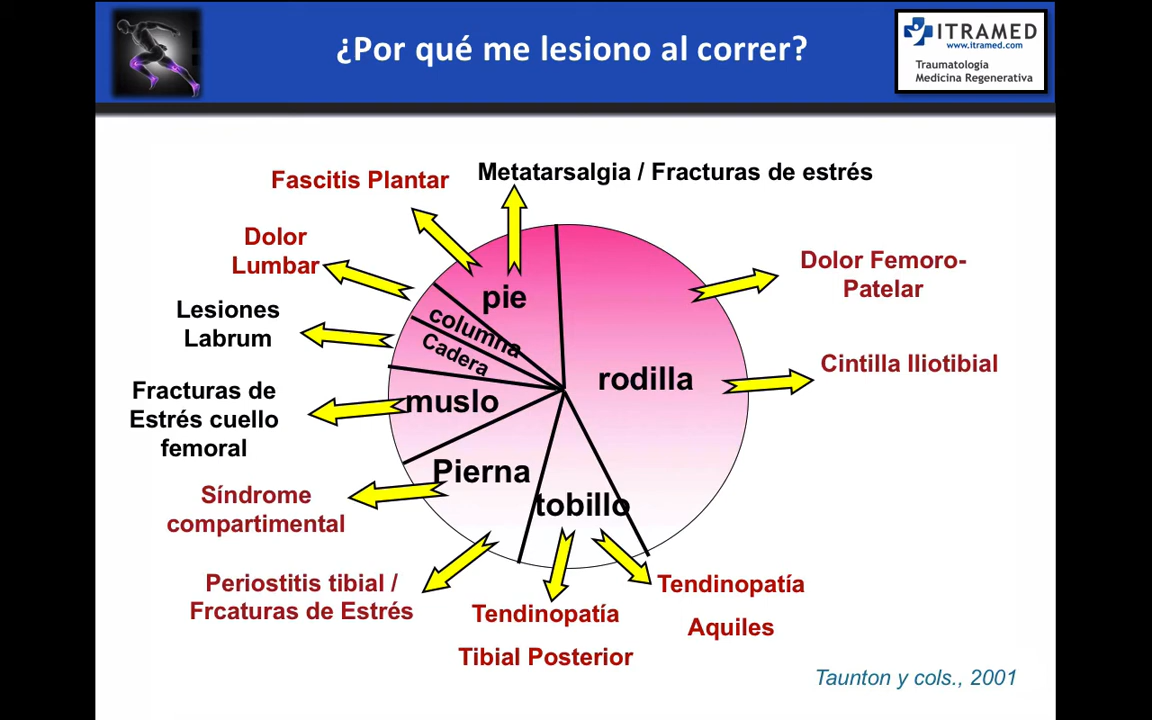 ¿Por qué me lesiono al correr?
ITRAMED
www.itramed.com
Traumatología
Medicina Regenerativa
Fascitis Plantar
Metatarsalgia / Fracturas de estrés
Dolor
Lumbar
Dolor Femoro-
Patelar
Lesiones
Labrum
Cintilla Iliotibial
Fracturas de
Estrés cuello
femoral
Síndrome
compartimental
Periostitis tibial /
Frcaturas de Estrés
Tendinopatía
Tibial Posterior
Tendinopatía
Aquiles
pie
columna
Cadera
muslo
Pierna
tobillo
rodilla
Taunton y cols., 2001